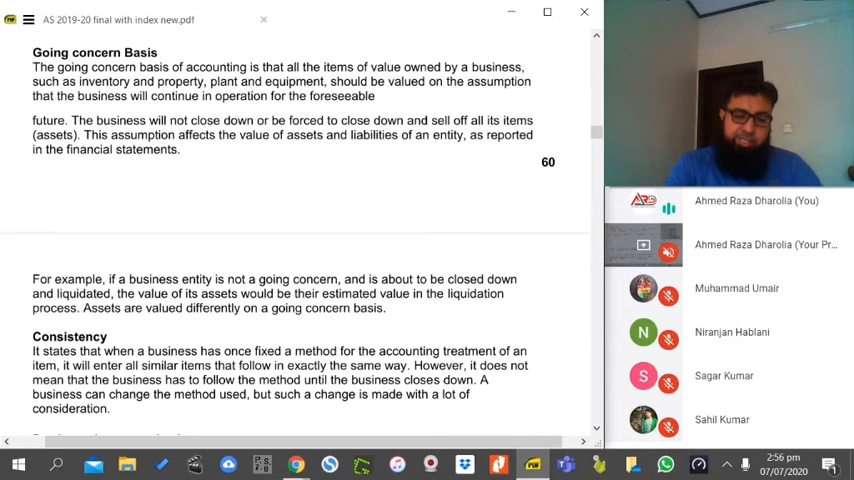 AS 2019-20 final with index new.pdf
Going concern Basis
The going concern basis of accounting is that all the items of value owned by a business,
such as inventory and property, plant and equipment, should be valued on the assumption
that the business will continue in operation for the foreseeable
future. The business will not close down or be forced to close down and sell off all its items
(assets). This assumption affects the value of assets and liabilities of an entity, as reported
in the financial statements.
60
For example, if a business entity is not a going concern, and is about to be closed down
and liquidated, the value of its assets would be their estimated value in the liquidation
process. Assets are valued differently on a going concern basis.
Consistency
It states that when a business has once fixed a method for the accounting treatment of an
item, it will enter all similar items that follow in exactly the same way. However, it does not
mean that the business has to follow the method until the business closes down. A
business can change the method used, but such a change is made with a lot of
consideration.
ARD
Ahmed Raza Dharolia (You)
Ahmed Raza Dharolia (Your Pr...
Muhammad Umair
N
Niranjan Hablani
S
Sagar Kumar
Sahil Kumar
2:56 pm
07/07/2020